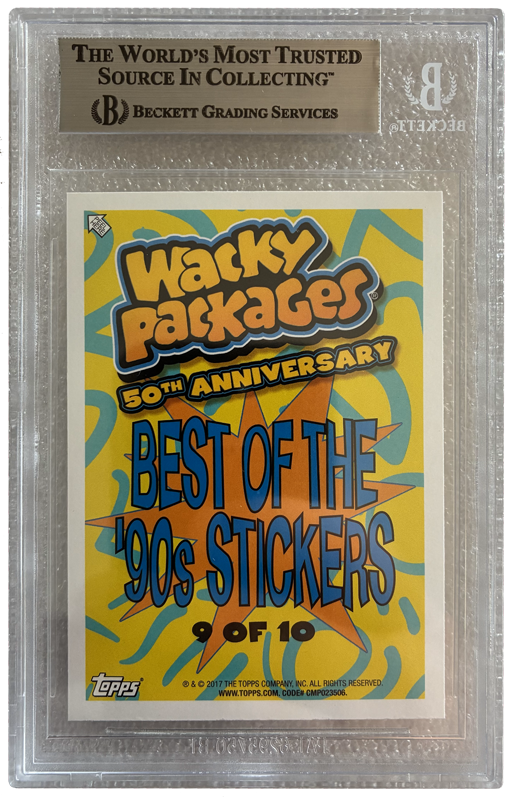 THE WORLD'S MOST TRUSTED
SOURCE IN COLLECTING™
B BECKETT GRADING SERVICES
B
BECKETT®
WACKY
PACKAGES®
50TH ANNIVERSARY
BEST OF THE
'90s STICKERS
9 OF 10
TOPPS®
® & © 2017 THE TOPPS COMPANY, INC. ALL RIGHTS RESERVED.
WWW.TOPPS.COM, CODE# CMP023506.